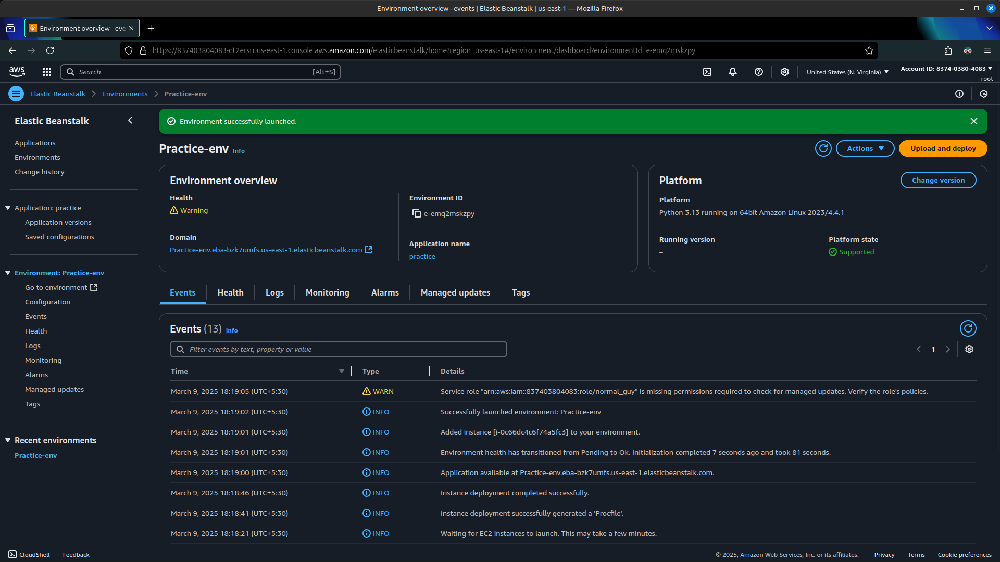 Environment overview - events | Elastic Beanstalk | us-east-1 — Mozilla Firefox
Environment overview - eve
https://837403804083-dt2ersrr.us-east-1.console.aws.amazon.com/elasticbeanstalk/home?region=us-east-1#/environment/dashboard?environmentId=e-emq2mskzpy
aws
Search [Alt+S]
United States (N. Virginia)
Account ID: 8374-0380-4083
root
Elastic Beanstalk
Environments
Practice-env
Elastic Beanstalk
Applications
Environments
Change history
Application: practice
Application versions
Saved configurations
Environment: Practice-env
Go to environment
Configuration
Events
Health
Logs
Monitoring
Alarms
Managed updates
Tags
Recent environments
Practice-env
Environment successfully launched.
Practice-env Info
Actions
Upload and deploy
Environment overview
Health
Warning
Domain
Practice-env.eba-bzk7umfs.us-east-1.elasticbeanstalk.com
Environment ID
e-emq2mskzpy
Application name
practice
Platform
Change version
Platform
Python 3.13 running on 64bit Amazon Linux 2023/4.4.1
Running version
–
Platform state
Supported
Events
Health
Logs
Monitoring
Alarms
Managed updates
Tags
Events (13) Info
Filter events by text, property or value
1
Time Type Details
March 9, 2025 18:19:05 (UTC+5:30) WARN Service role "arn:aws:iam::837403804083:role/normal_guy" is missing permissions required to check for managed updates. Verify the role's policies.
March 9, 2025 18:19:02 (UTC+5:30) INFO Successfully launched environment: Practice-env
March 9, 2025 18:19:01 (UTC+5:30) INFO Added instance [i-0c66dc4c6f74a5fc3] to your environment.
March 9, 2025 18:19:01 (UTC+5:30) INFO Environment health has transitioned from Pending to Ok. Initialization completed 7 seconds ago and took 81 seconds.
March 9, 2025 18:19:00 (UTC+5:30) INFO Application available at Practice-env.eba-bzk7umfs.us-east-1.elasticbeanstalk.com.
March 9, 2025 18:18:46 (UTC+5:30) INFO Instance deployment completed successfully.
March 9, 2025 18:18:41 (UTC+5:30) INFO Instance deployment successfully generated a 'Procfile'.
March 9, 2025 18:18:21 (UTC+5:30) INFO Waiting for EC2 instances to launch. This may take a few minutes.
CloudShell
Feedback
© 2025, Amazon Web Services, Inc. or its affiliates.
Privacy
Terms
Cookie preferences